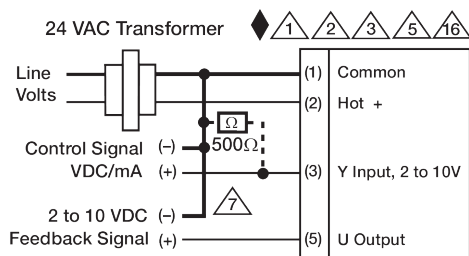 24 VAC Transformer
1 2 3 5 16
Line
Volts
(1) Common
(2) Hot +
Ω
500Ω
Control Signal (–)
VDC/mA (+)
(3) Y Input, 2 to 10V
7
2 to 10 VDC (–)
Feedback Signal (+)
(5) U Output